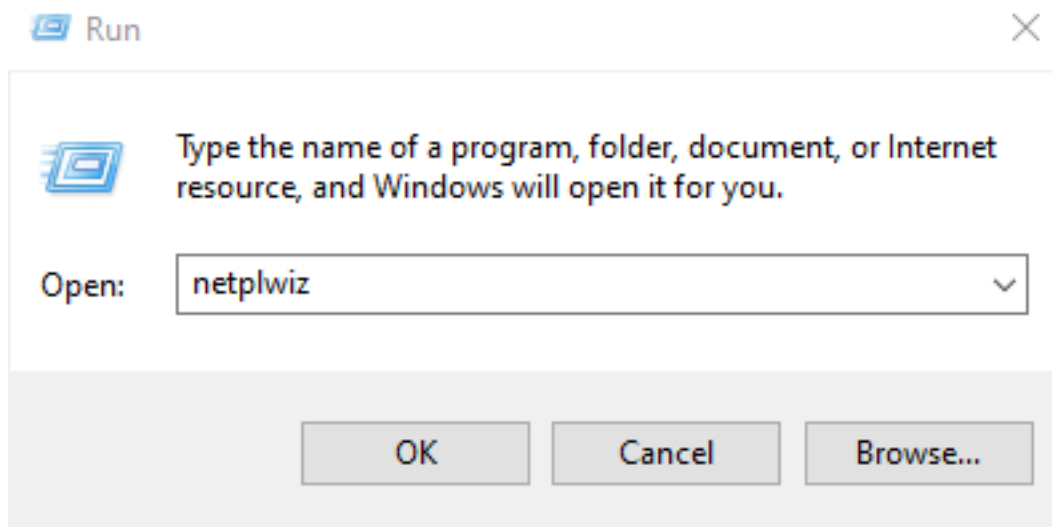 Run
Type the name of a program, folder, document, or Internet
resource, and Windows will open it for you.
Open: netplwiz
OK Cancel Browse...